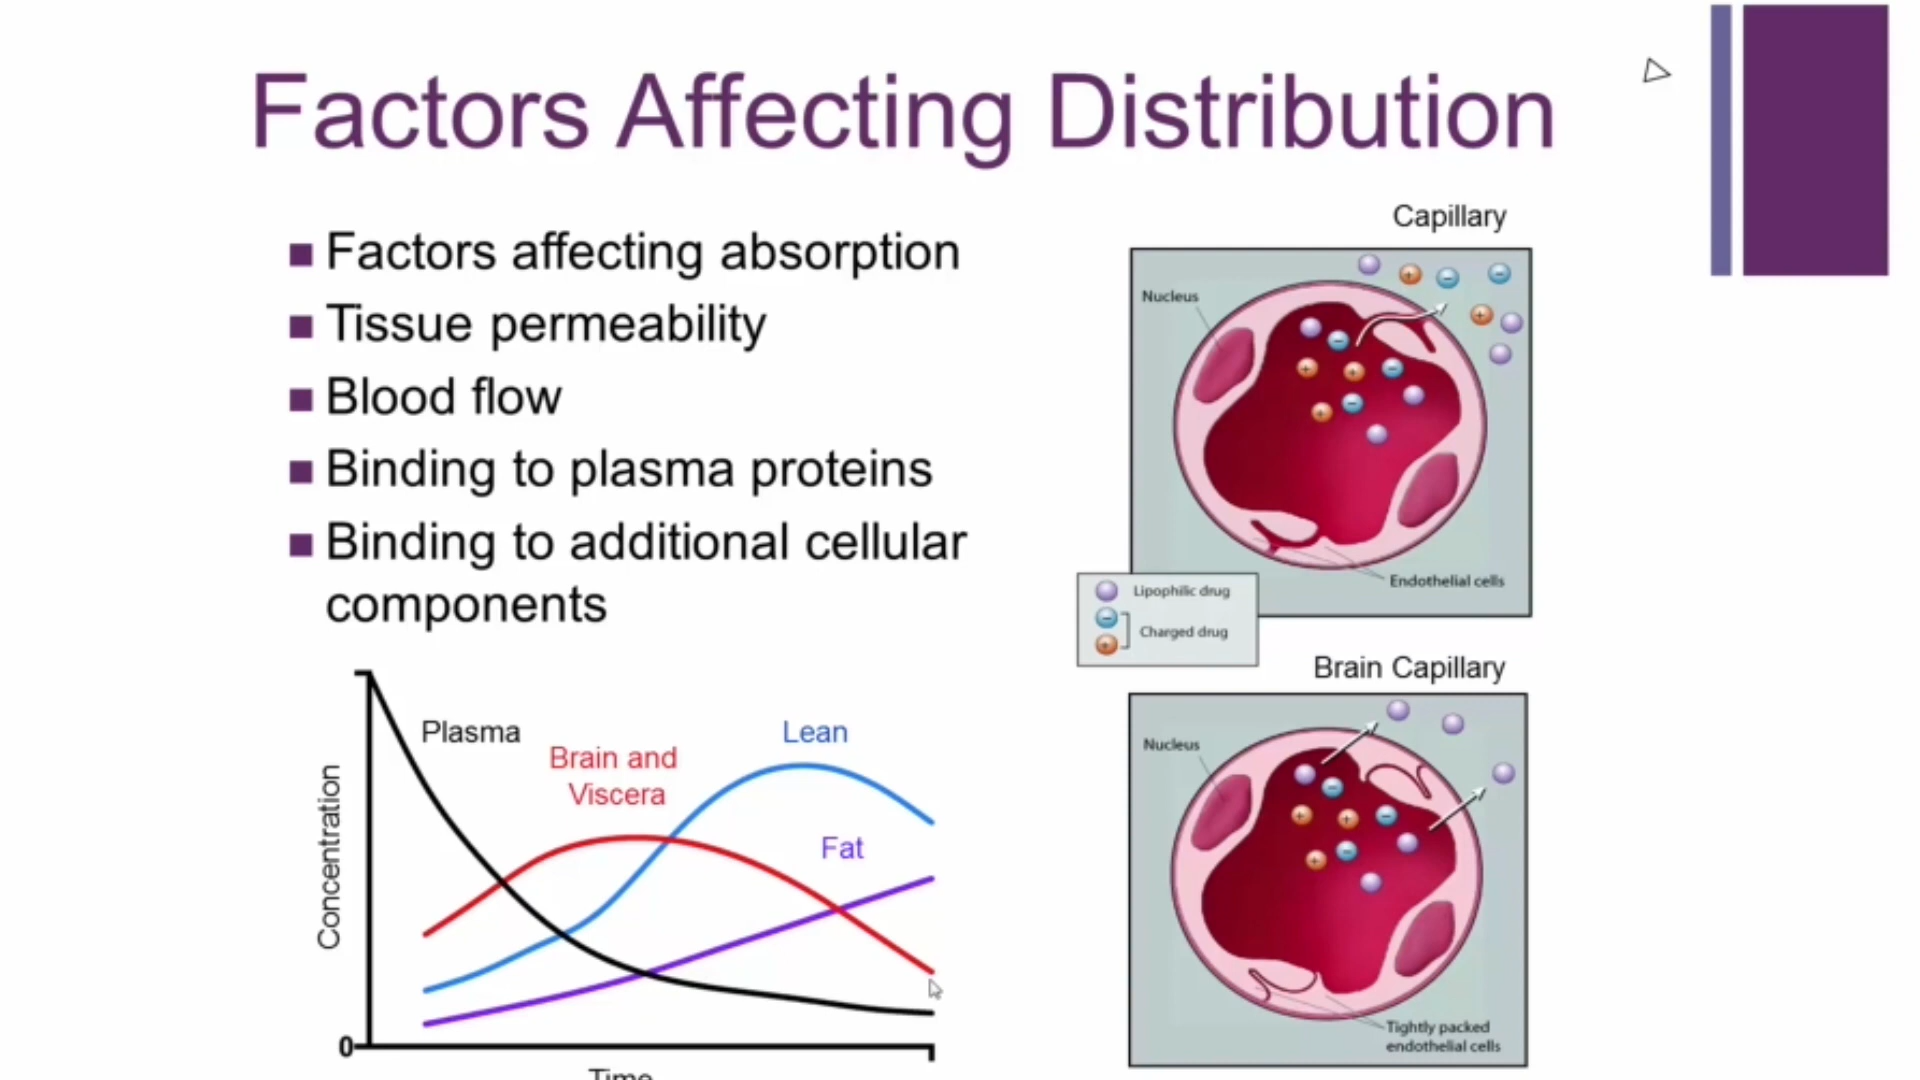 Factors Affecting Distribution
Factors affecting absorption
Tissue permeability
Blood flow
Binding to plasma proteins
Binding to additional cellular
components
Capillary
Nucleus
Endothelial cells
Lipophilic drug
Charged drug
Brain Capillary
Nucleus
Tightly packed
endothelial cells
Plasma
Brain and
Viscera
Lean
Fat
Concentration
0
Time